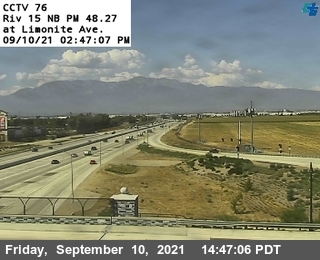 CCTV 76
Riv 15 NB PM 48.27
at Limonite Ave.
09/10/21 02:47:07 PM
Friday, September 10, 2021 14:47:06 PDT